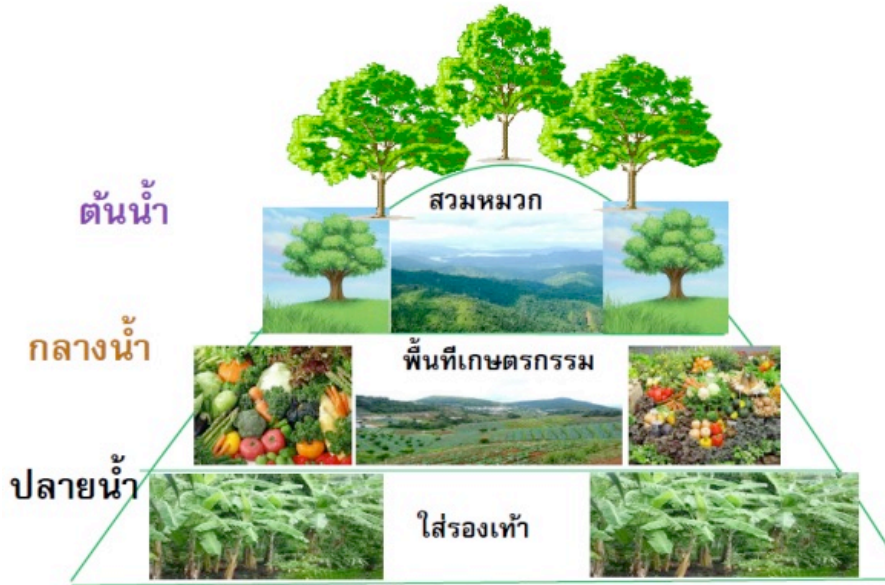 สวมหมวก
ต้นน้ำ
กลางน้ำ
พื้นที่เกษตรกรรม
ปลายน้ำ
ใส่รองเท้า